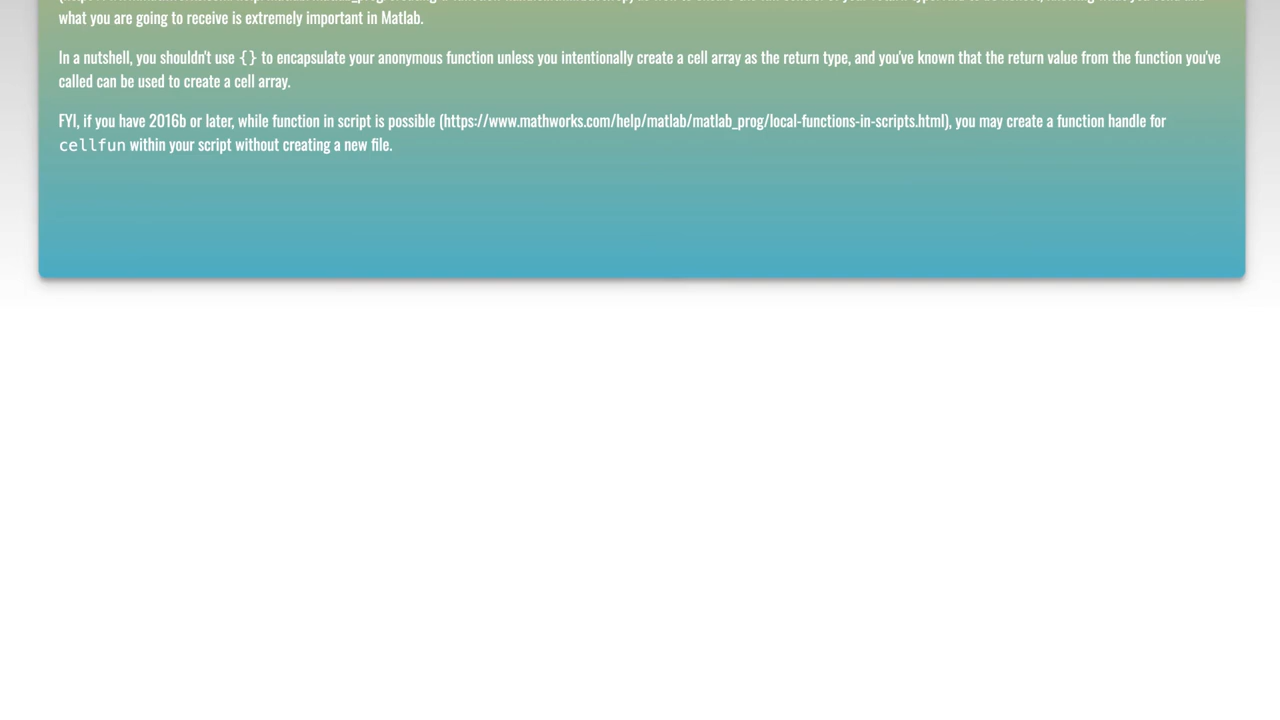 what you are going to receive is extremely important in Matlab.
In a nutshell, you shouldn't use {} to encapsulate your anonymous function unless you intentionally create a cell array as the return type, and you've known that the return value from the function you've
called can be used to create a cell array.
FYI, if you have 2016b or later, while function in script is possible (https://www.mathworks.com/help/matlab/matlab_prog/local-functions-in-scripts.html), you may create a function handle for
cellfun within your script without creating a new file.